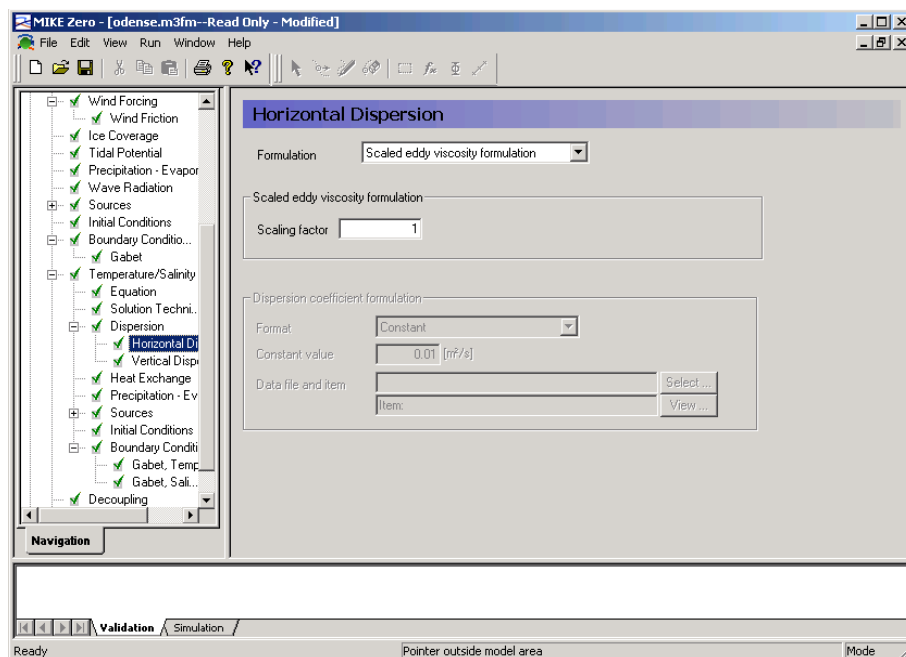 MIKE Zero - [odense.m3fm--Read Only - Modified]
File Edit View Run Window Help
Wind Forcing
Wind Friction
Ice Coverage
Tidal Potential
Precipitation - Evapor
Wave Radiation
Sources
Initial Conditions
Boundary Conditio...
Gabet
Temperature/Salinity
Equation
Solution Techni...
Dispersion
Horizontal Di
Vertical Disp
Heat Exchange
Precipitation - Ev
Sources
Initial Conditions
Boundary Conditi
Gabet, Temp
Gabet, Sali...
Decoupling
Navigation
Horizontal Dispersion
Formulation Scaled eddy viscosity formulation
Scaled eddy viscosity formulation
Scaling factor 1
Dispersion coefficient formulation
Format Constant
Constant value 0.01 [m²/s]
Data file and item Select ...
Item: View ...
Validation Simulation
Ready Pointer outside model area Mode